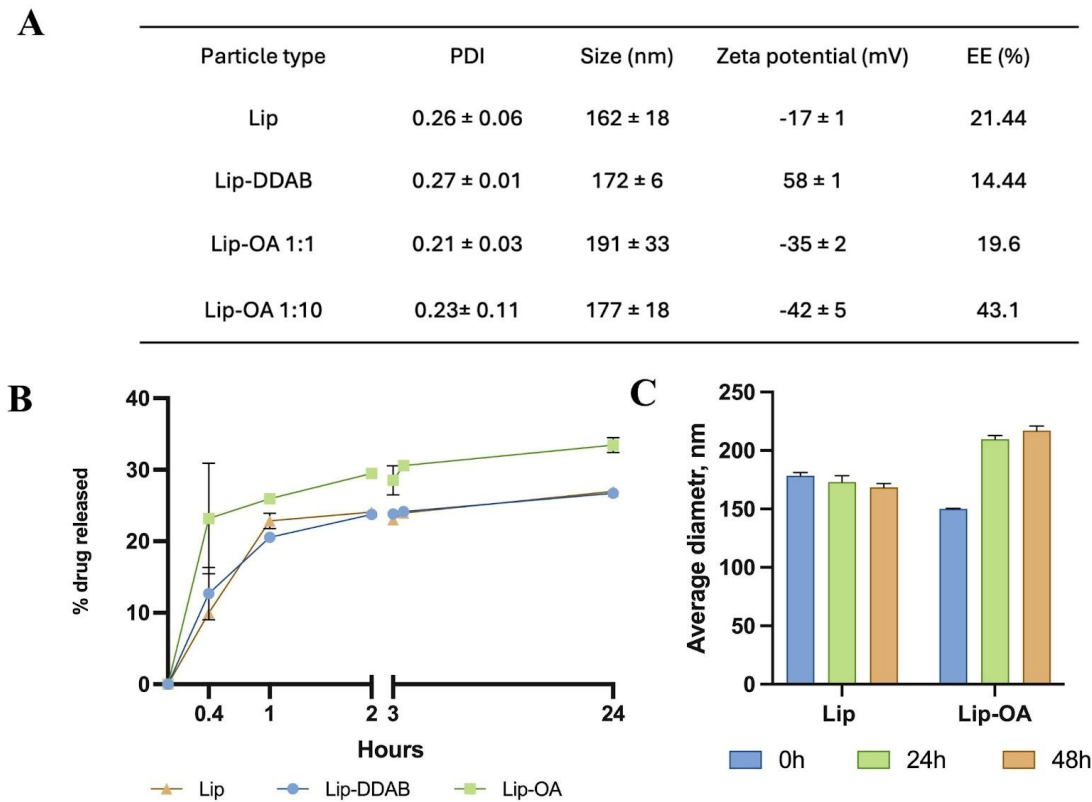 A
Particle type PDI Size (nm) Zeta potential (mV) EE (%)
Lip 0.26 ± 0.06 162 ± 18 -17 ± 1 21.44
Lip-DDAB 0.27 ± 0.01 172 ± 6 58 ± 1 14.44
Lip-OA 1:1 0.21 ± 0.03 191 ± 33 -35 ± 2 19.6
Lip-OA 1:10 0.23± 0.11 177 ± 18 -42 ± 5 43.1
B
% drug released
40
30
20
10
0
0.4 1 2 3 24
Hours
Lip Lip-DDAB Lip-OA
C
Average diametr, nm
250
200
150
100
50
0
Lip Lip-OA
0h 24h 48h